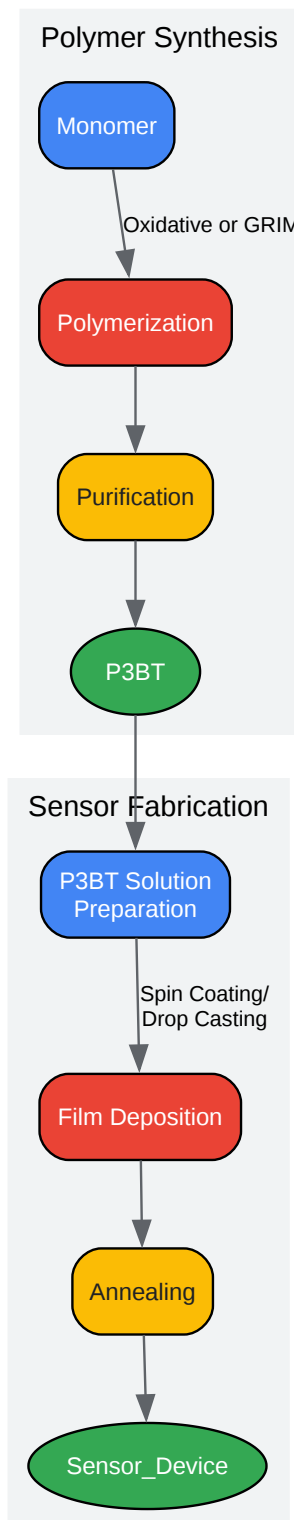 Polymer Synthesis
Monomer
Oxidative or GRIM
Polymerization
Purification
P3BT
Sensor Fabrication
P3BT Solution
Preparation
Spin Coating/
Drop Casting
Film Deposition
Annealing
Sensor_Device